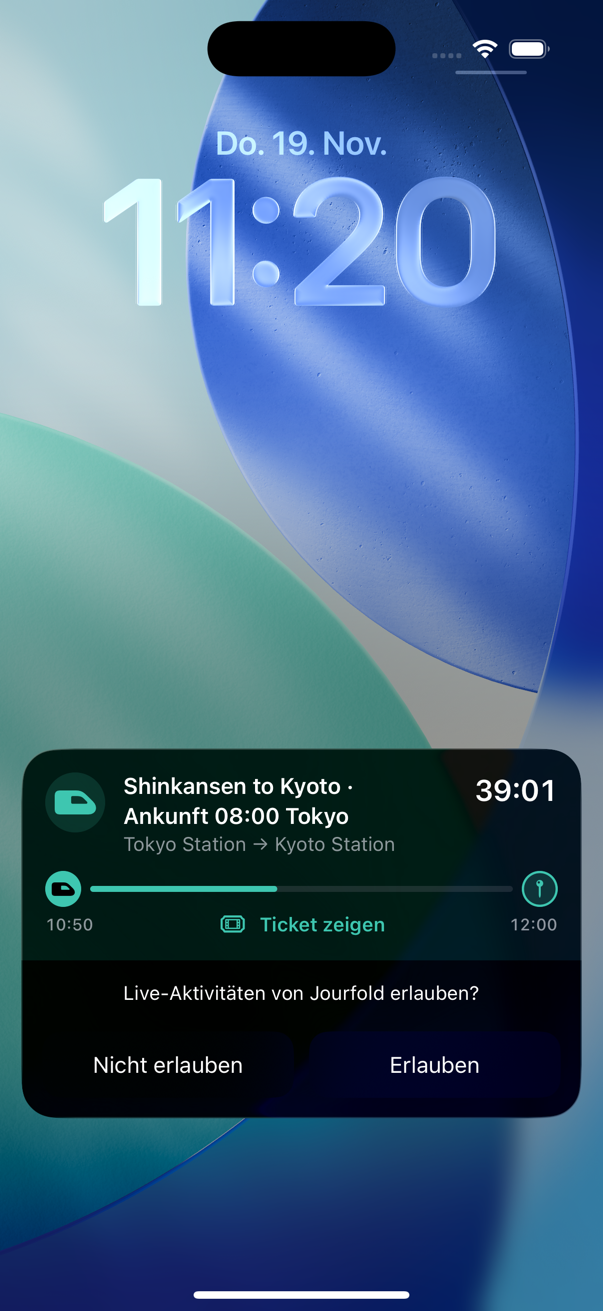 Do. 19. Nov.
11:20
Shinkansen to Kyoto ·
Ankunft 08:00 Tokyo
39:01
Tokyo Station → Kyoto Station
10:50
Ticket zeigen
12:00
Live-Aktivitäten von Jourfold erlauben?
Nicht erlauben
Erlauben